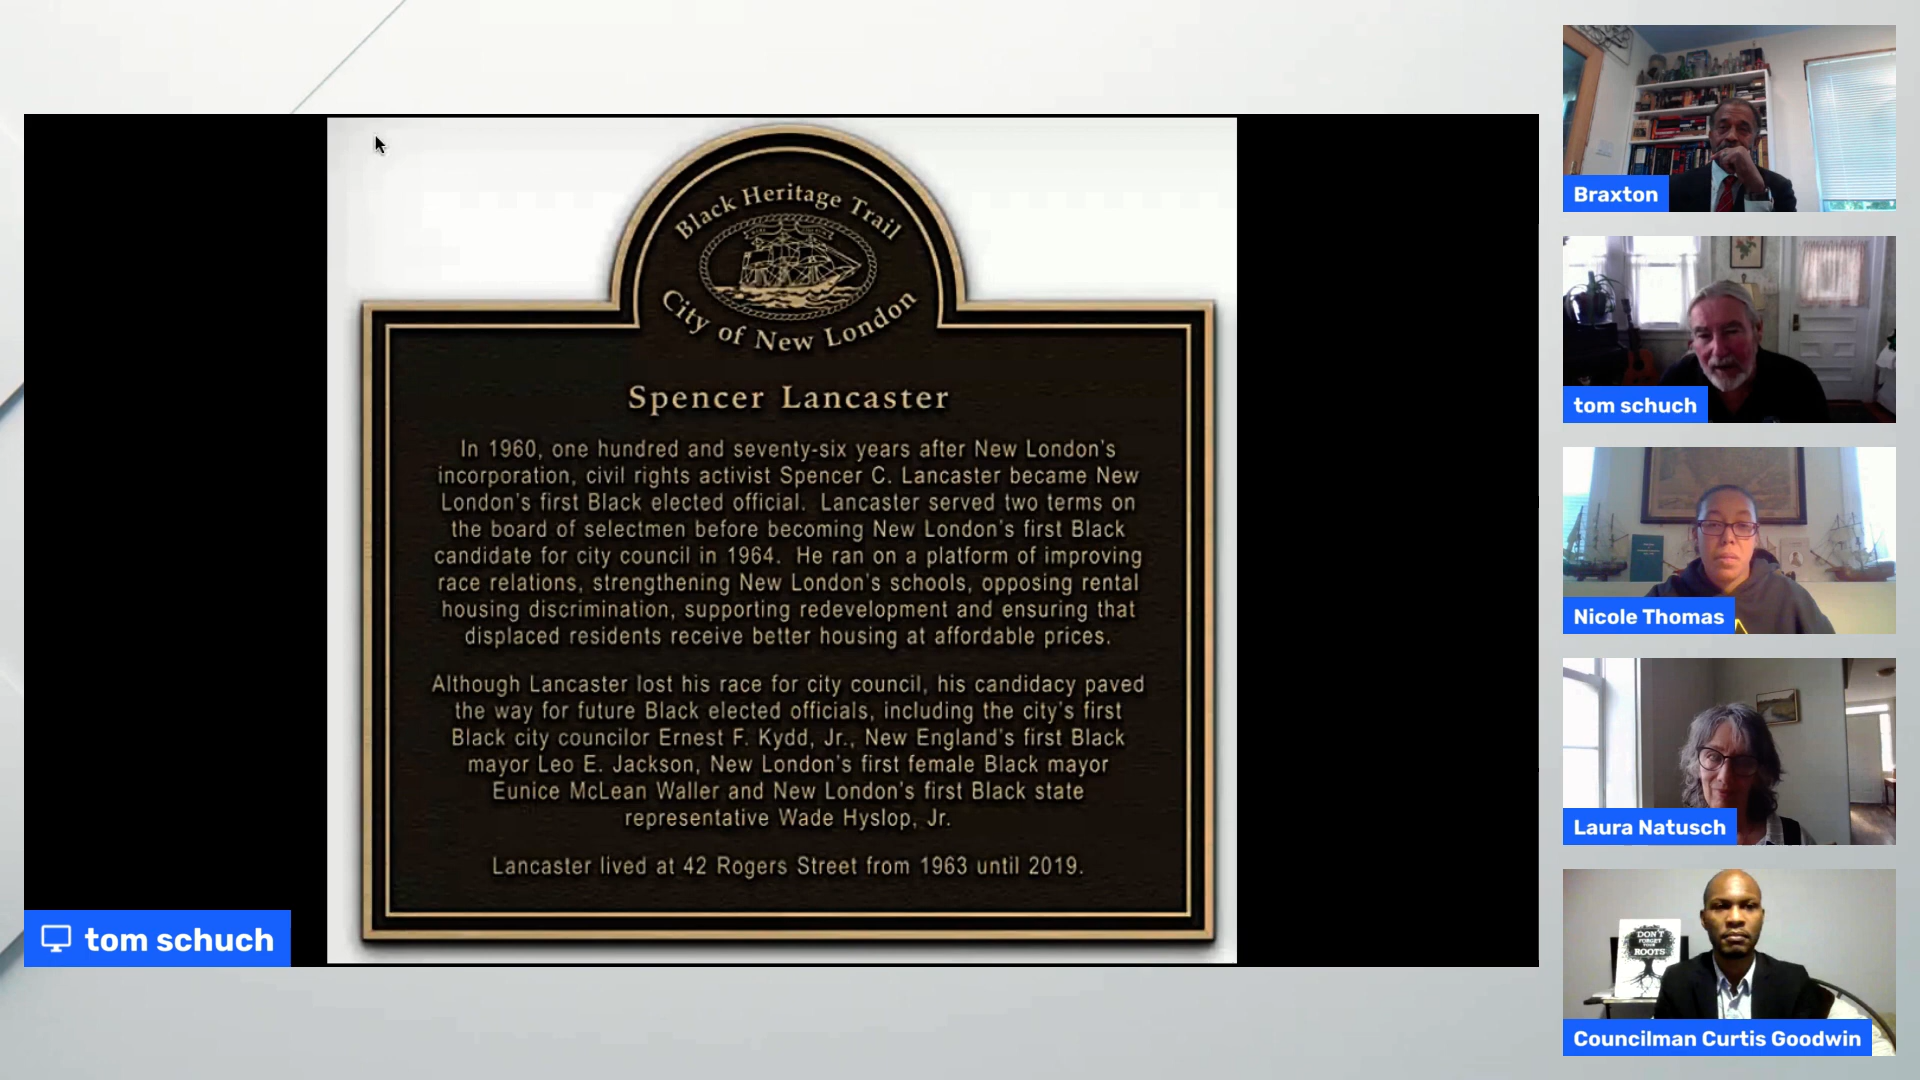 Black Heritage Trail
City of New London
Spencer Lancaster
In 1960, one hundred and seventy-six years after New London's
incorporation, civil rights activist Spencer C. Lancaster became New
London's first Black elected official. Lancaster served two terms on
the board of selectmen before becoming New London's first Black
candidate for city council in 1964. He ran on a platform of improving
race relations, strengthening New London's schools, opposing rental
housing discrimination, supporting redevelopment and ensuring that
displaced residents receive better housing at affordable prices.
Although Lancaster lost his race for city council, his candidacy paved
the way for future Black elected officials, including the city's first
Black city councilor Ernest F. Kydd, Jr., New England's first Black
mayor Leo E. Jackson, New London's first female Black mayor
Eunice McLean Waller and New London's first Black state
representative Wade Hyslop, Jr.
Lancaster lived at 42 Rogers Street from 1963 until 2019.
tom schuch
Braxton
tom schuch
Nicole Thomas
Laura Natusch
DON'T
FORGET
YOUR
ROOTS
Councilman Curtis Goodwin